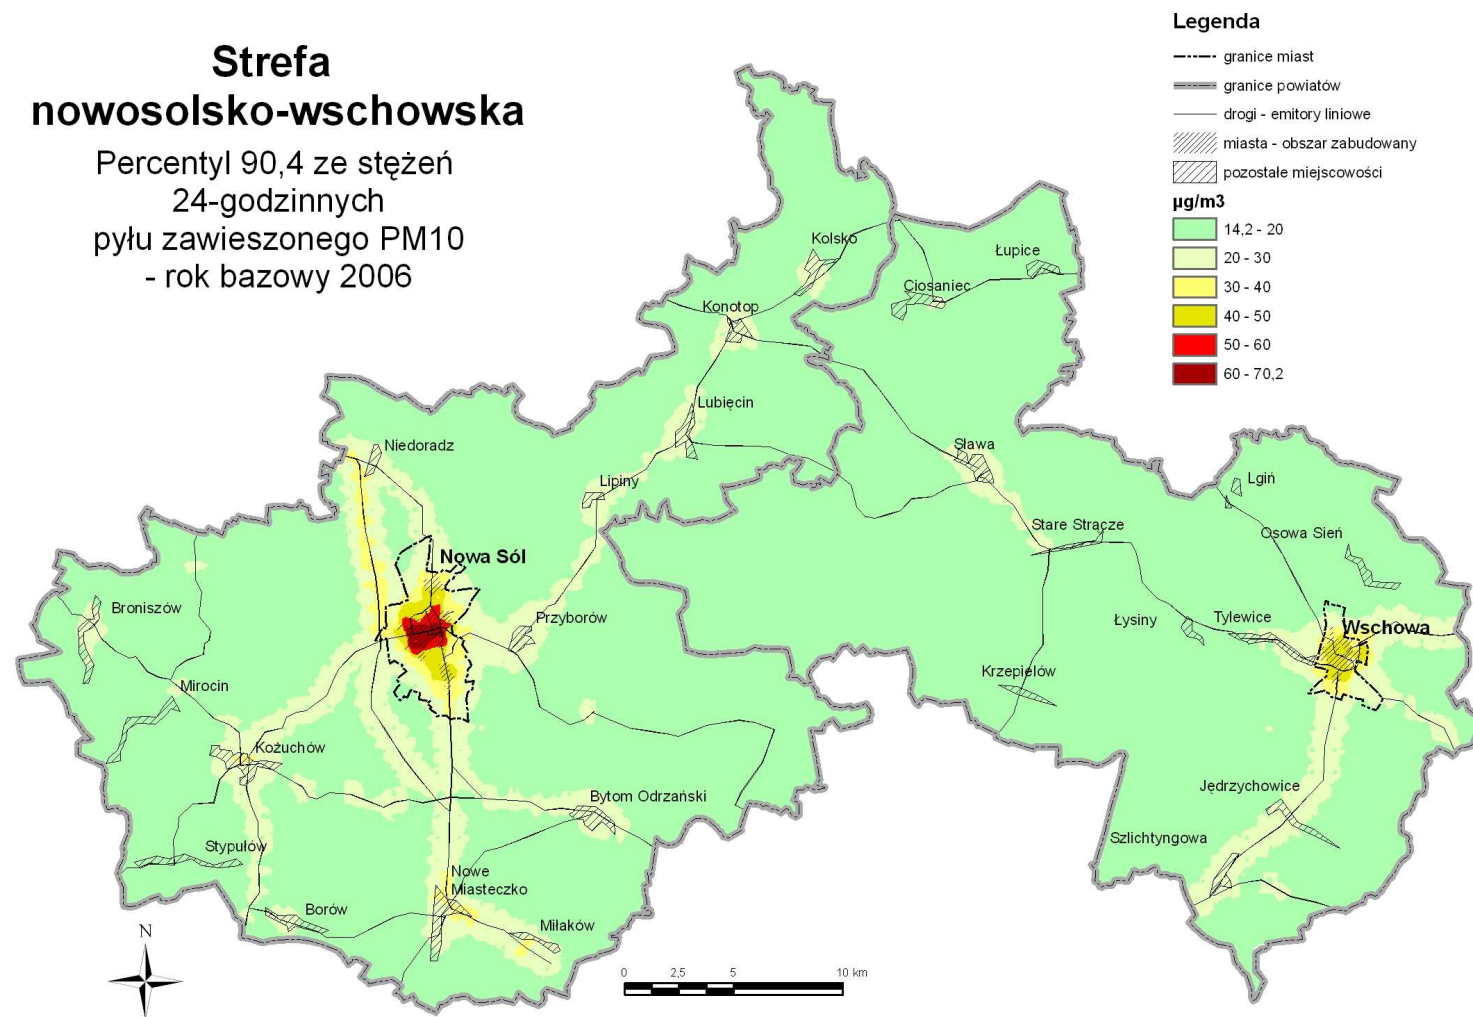 Strefa
nowosolsko-wschowska
Percentyl 90,4 ze stężeń
24-godzinnych
pyłu zawieszonego PM10
- rok bazowy 2006
Legenda
granice miast
granice powiatów
drogi - emitory liniowe
miasta - obszar zabudowany
pozostałe miejscowości
µg/m3
14,2 - 20
20 - 30
30 - 40
40 - 50
50 - 60
60 - 70,2
Kolsko
Łupice
Ciosaniec
Konotop
Lubięcin
Niedoradz
Sława
Lipiny
Lgiń
Stare Strącze
Osowa Sień
Nowa Sól
Broniszów
Przyborów
Łysiny
Tylewice
Wschowa
Krzepielów
Mirocin
Kożuchów
Jędrzychowice
Bytom Odrzański
Szlichtyngowa
Stypułów
Nowe
Miasteczko
Borów
Miłaków
N
0 2,5 5 10 km